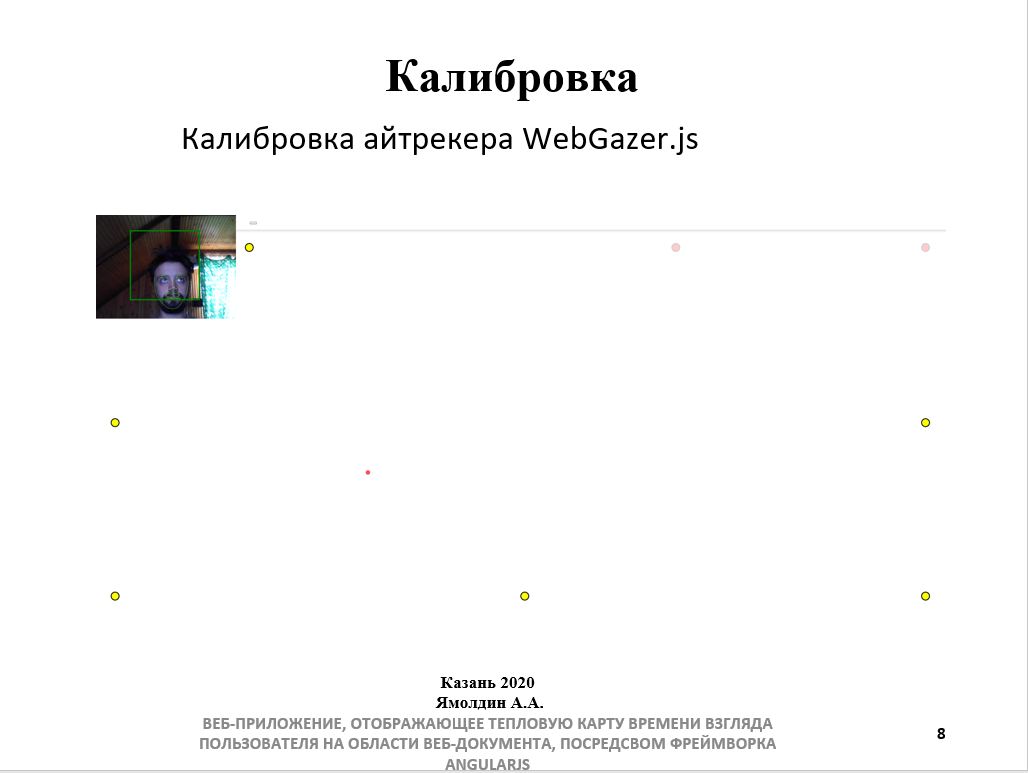 Калибровка
Калибровка айтрекера WebGazer.js
Казань 2020
Ямолдин А.А.
ВЕБ-ПРИЛОЖЕНИЕ, ОТОБРАЖАЮЩЕЕ ТЕПЛОВУЮ КАРТУ ВРЕМЕНИ ВЗГЛЯДА
ПОЛЬЗОВАТЕЛЯ НА ОБЛАСТИ ВЕБ-ДОКУМЕНТА, ПОСРЕДСВОМ ФРЕЙМВОРКА
ANGULARJS
8